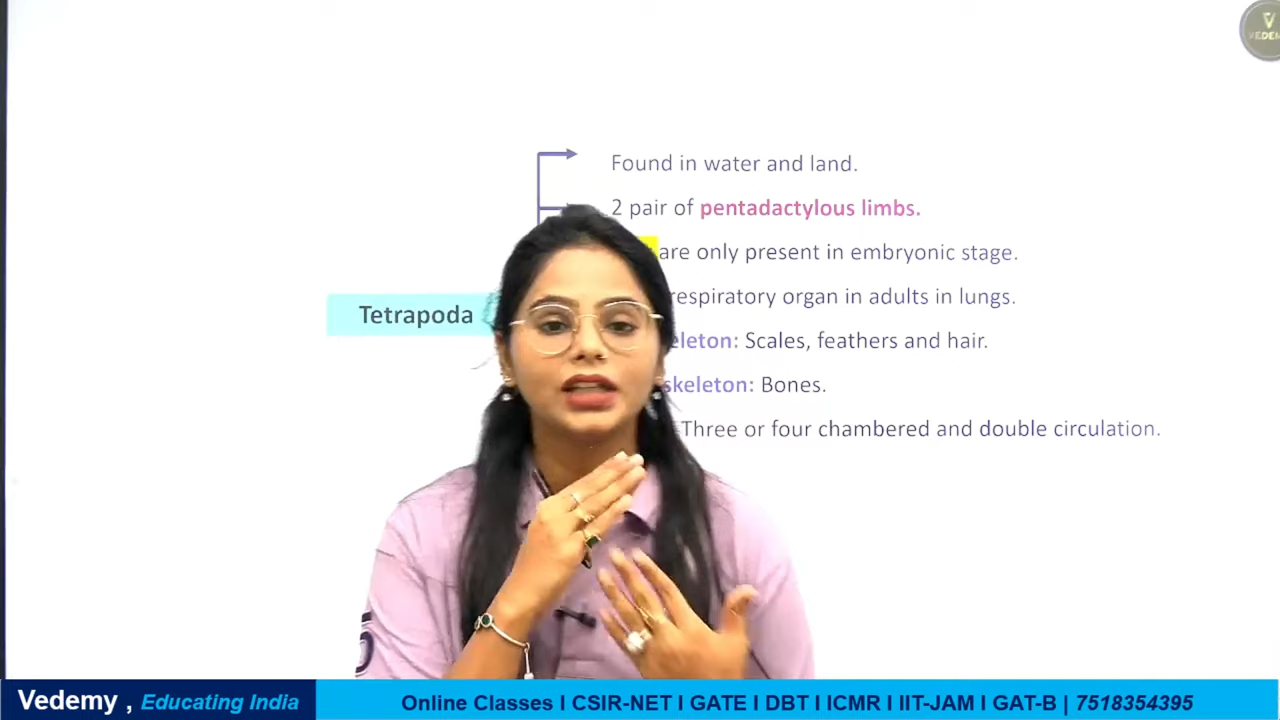 VEDEM
Found in water and land.
2 pair of pentadactylous limbs.
are only present in embryonic stage.
respiratory organ in adults in lungs.
Tetrapoda
eleton: Scales, feathers and hair.
skeleton: Bones.
Three or four chambered and double circulation.
Vedemy , Educating India
Online Classes I CSIR-NET I GATE I DBT I ICMR I IIT-JAM I GAT-B | 7518354395